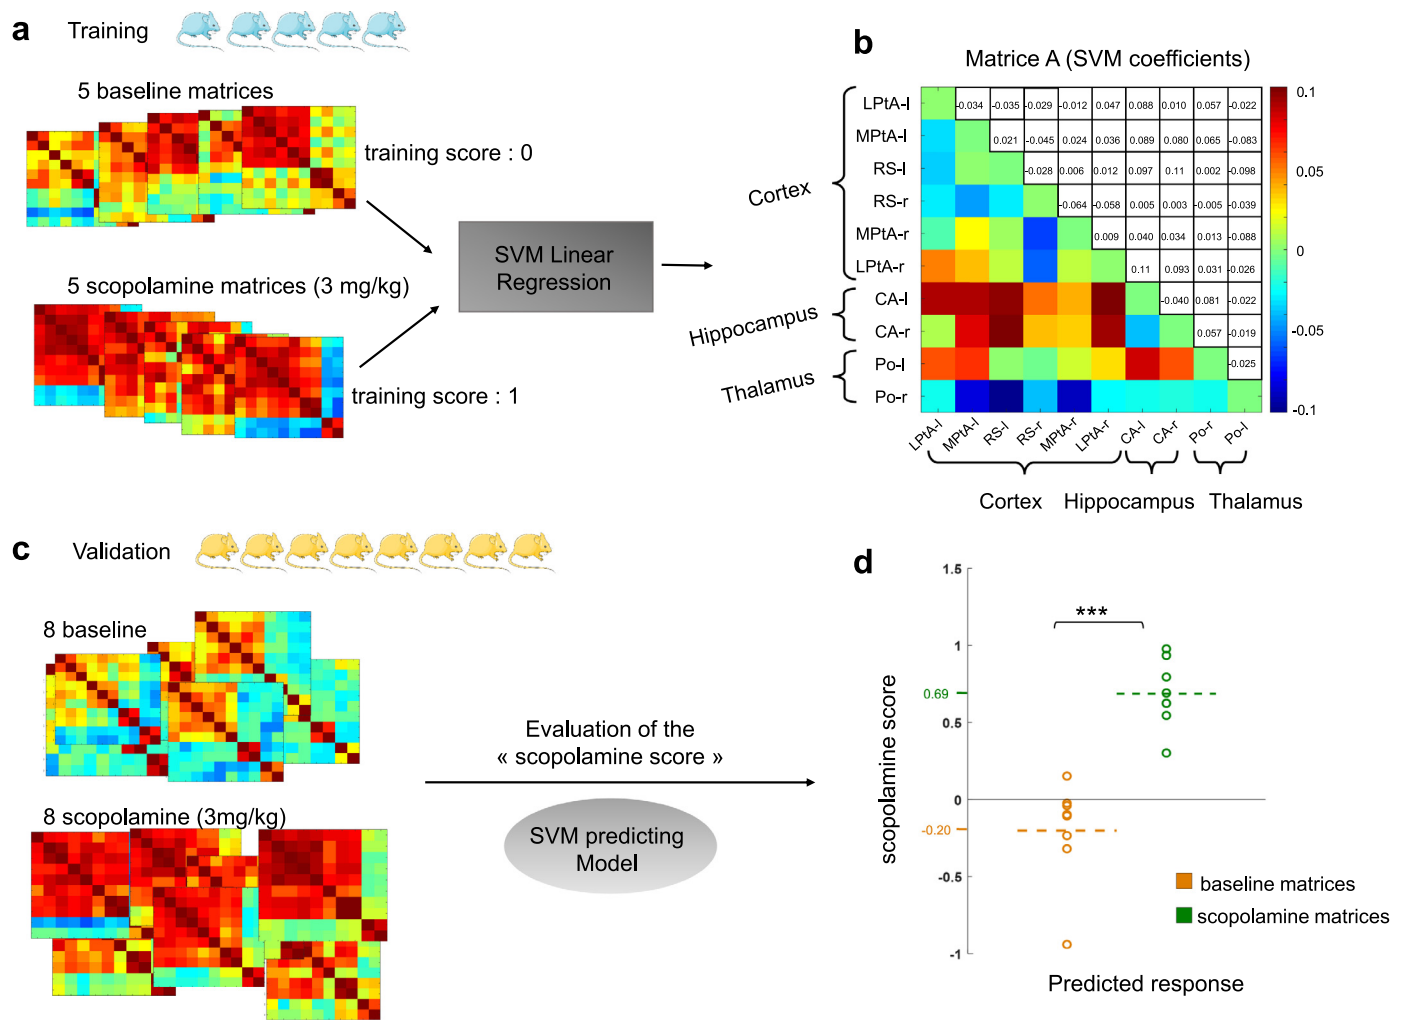 a Training
5 baseline matrices
training score : 0
5 scopolamine matrices (3 mg/kg)
training score : 1
SVM Linear
Regression
b
Matrice A (SVM coefficients)
LPtA-l -0.034 -0.035 -0.029 -0.012 0.047 0.088 0.010 0.057 -0.022
MPtA-l 0.021 -0.045 0.024 0.036 0.089 0.080 0.065 -0.083
RS-l -0.028 0.006 0.012 0.097 0.11 0.002 -0.098
RS-r -0.064 -0.058 0.005 0.003 -0.005 -0.039
MPtA-r 0.009 0.040 0.034 0.013 -0.088
LPtA-r 0.11 0.093 0.031 -0.026
CA-l -0.040 0.081 -0.022
CA-r 0.057 -0.019
Po-l -0.025
Po-r
Cortex
Hippocampus
Thalamus
LPtA-l MPtA-l RS-l RS-r MPtA-r LPtA-r CA-l CA-r Po-r Po-l
Cortex Hippocampus Thalamus
0.1
0.05
0
-0.05
-0.1
c Validation
8 baseline
8 scopolamine (3mg/kg)
Evaluation of the
« scopolamine score »
SVM predicting
Model
d
scopolamine score
1.5
1
0.69
0.5
0
-0.20
-0.5
-1
***
baseline matrices
scopolamine matrices
Predicted response